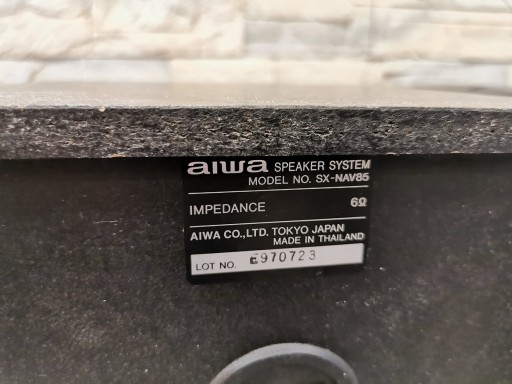 aiwa SPEAKER SYSTEM
MODEL NO. SX-NAV85
IMPEDANCE 6Ω
AIWA CO.,LTD. TOKYO JAPAN
MADE IN THAILAND
LOT NO. E970723